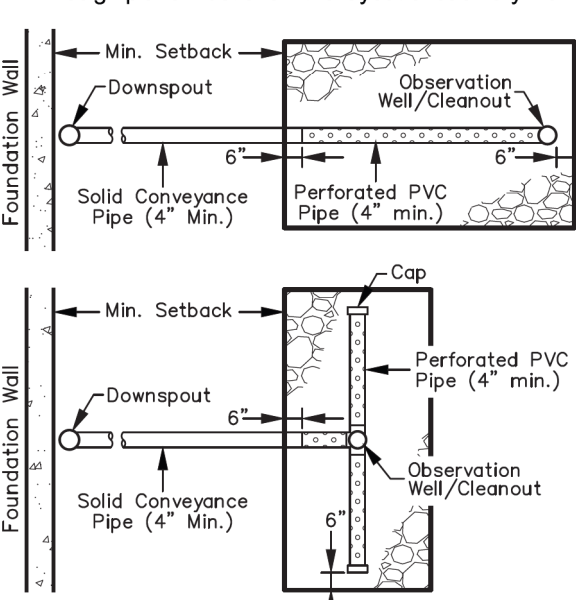 Min. Setback
Downspout
Observation
Well/Cleanout
Foundation Wall
6"
6"
Solid Conveyance
Pipe (4" Min.)
Perforated PVC
Pipe (4" min.)
Cap
Min. Setback
Perforated PVC
Pipe (4" min.)
Downspout
6"
Foundation Wall
Observation
Well/Cleanout
Solid Conveyance
Pipe (4" Min.)
6"